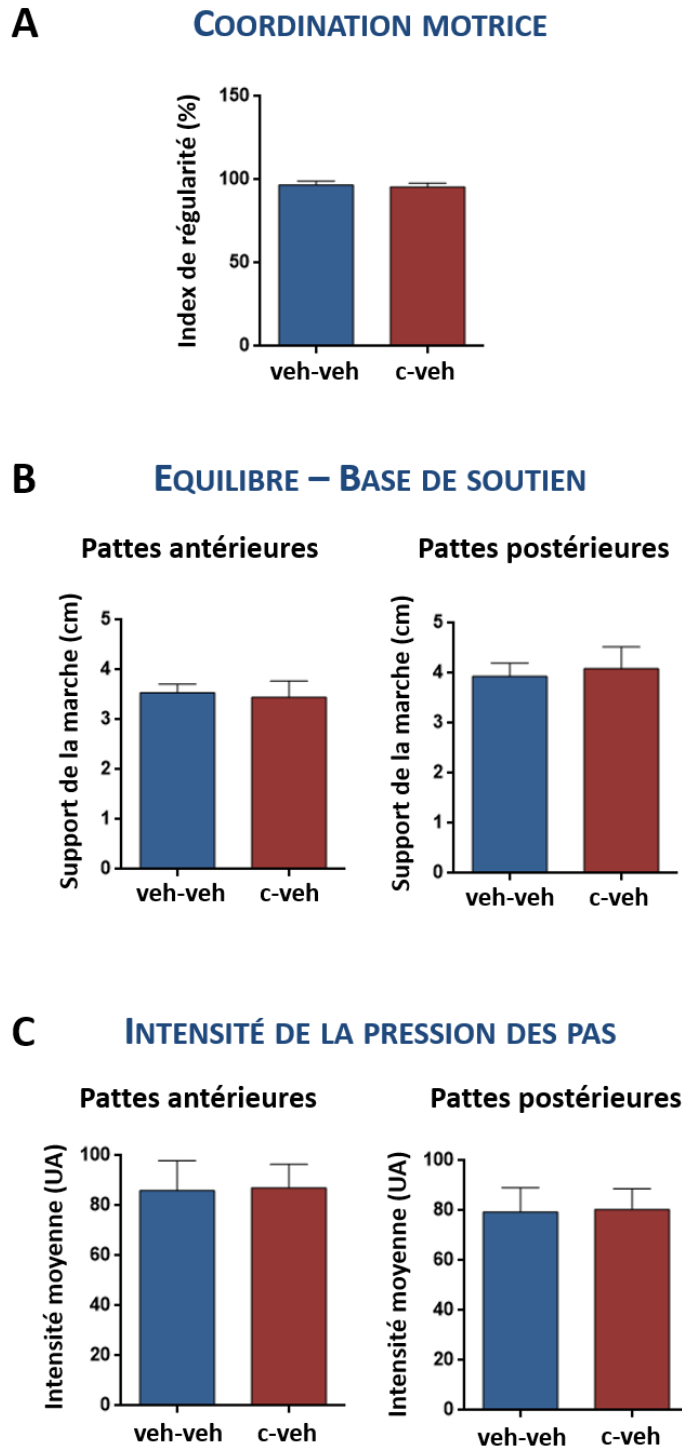 A COORDINATION MOTRICE
Index de régularité (%)
150
100
50
0
veh-veh c-veh
B EQUILIBRE – BASE DE SOUTIEN
Pattes antérieures
Support de la marche (cm)
5
4
3
2
1
0
veh-veh c-veh
Pattes postérieures
Support de la marche (cm)
5
4
3
2
1
0
veh-veh c-veh
C INTENSITÉ DE LA PRESSION DES PAS
Pattes antérieures
Intensité moyenne (UA)
100
80
60
40
20
0
veh-veh c-veh
Pattes postérieures
Intensité moyenne (UA)
100
80
60
40
20
0
veh-veh c-veh